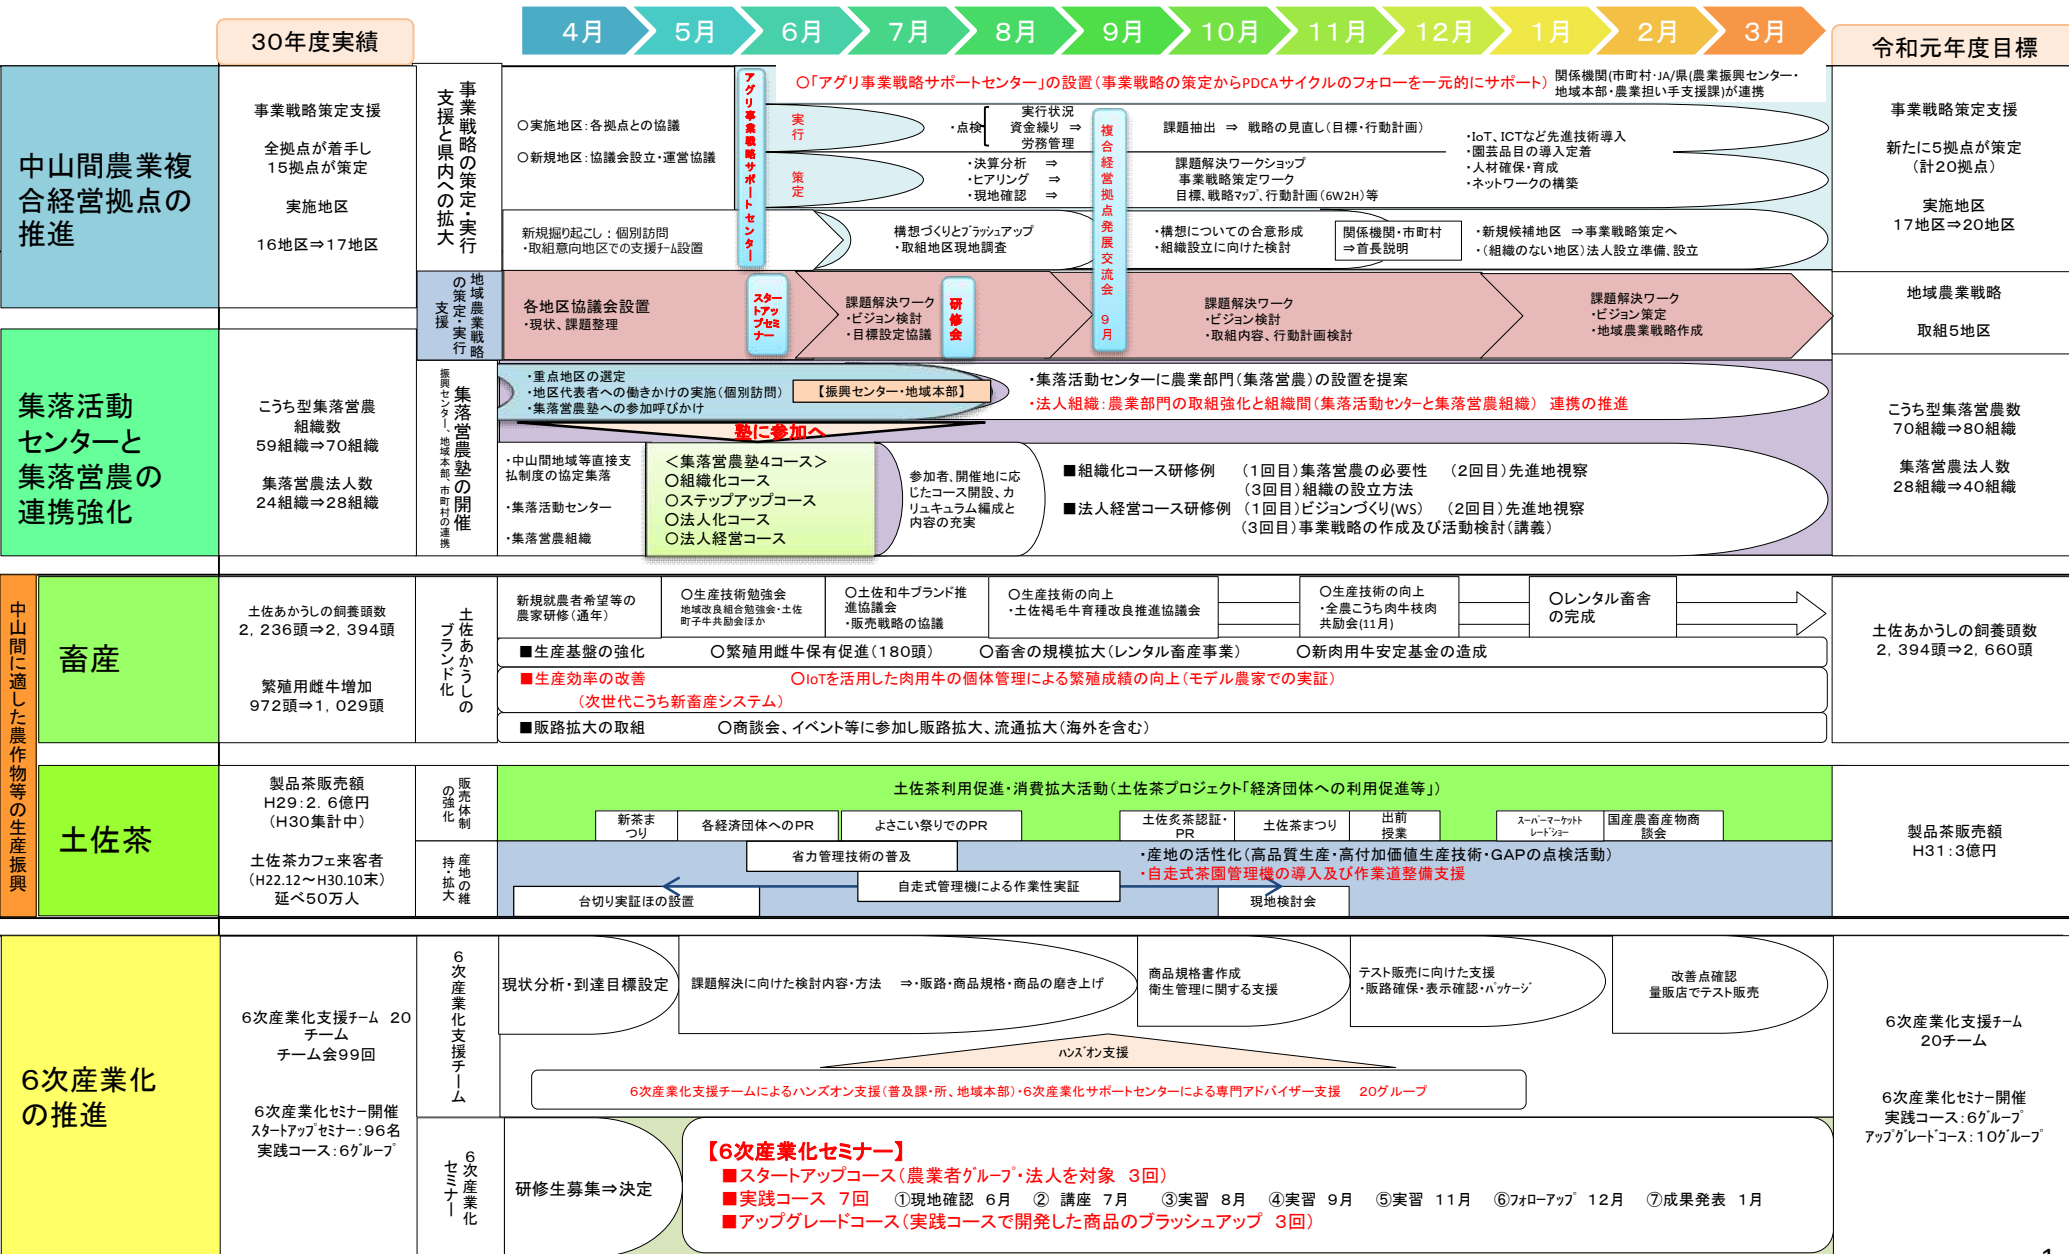 30年度実績
4月
5月
6月
7月
8月
9月
10月
11月
12月
1月
2月
3月
令和元年度目標
中山間農業複
合経営拠点の
推進
事業戦略策定支援
全拠点が着手し
15拠点が策定
実施地区
16地区⇒17地区
事業戦略の策定・実行
支援と県内への拡大
○実施地区：各拠点との協議
○新規地区：協議会設立・運営協議
アグリ事業戦略サポートセンター
○「アグリ事業戦略サポートセンター」の設置（事業戦略の策定からPDCAサイクルのフォローを一元的にサポート）
関係機関(市町村・JA/県(農業振興センター・
地域本部・農業担い手支援課)が連携
実行
・点検
実行状況
資金繰り ⇒
労務管理
課題抽出 ⇒ 戦略の見直し（目標・行動計画）
策定
・決算分析 ⇒
・ヒアリング ⇒
・現地確認 ⇒
複合経営拠点発展交流会 9月
課題解決ワークショップ
事業戦略策定ワーク
目標、戦略マップ、行動計画（6W2H）等
・IoT、ICTなど先進技術導入
・園芸品目の導入定着
・人材確保・育成
・ネットワークの構築
新規掘り起こし：個別訪問
・取組意向地区での支援チーム設置
構想づくりとブラッシュアップ
・取組地区現地調査
・構想についての合意形成
・組織設立に向けた検討
関係機関・市町村
⇒首長説明
・新規候補地区 ⇒事業戦略策定へ
・（組織のない地区）法人設立準備、設立
事業戦略策定支援
新たに5拠点が策定
(計20拠点)
実施地区
17地区⇒20地区
地域農業戦略
の策定・実行
支援
各地区協議会設置
・現状、課題整理
スター
トアッ
プセミ
ナー
課題解決ワーク
・ビジョン検討
・目標設定協議
研修会
課題解決ワーク
・ビジョン検討
・取組内容、行動計画検討
課題解決ワーク
・ビジョン策定
・地域農業戦略作成
地域農業戦略
取組5地区
集落活動
センターと
集落営農の
連携強化
こうち型集落営農
組織数
59組織⇒70組織
集落営農法人数
24組織⇒28組織
集落営農塾の開催
振興センター、地域本部、市町村の連携
・重点地区の選定
・地区代表者への働きかけの実施（個別訪問）
・集落営農塾への参加呼びかけ
【振興センター・地域本部】
・集落活動センターに農業部門（集落営農）の設置を提案
・法人組織：農業部門の取組強化と組織間（集落活動センターと集落営農組織） 連携の推進
塾に参加へ
・中山間地域等直接支
払制度の協定集落
・集落活動センター
・集落営農組織
＜集落営農塾4コース＞
○組織化コース
○ステップアップコース
○法人化コース
○法人経営コース
参加者、開催地に応
じたコース開設、カ
リュキュラム編成と
内容の充実
■組織化コース研修例 （1回目）集落営農の必要性 （2回目）先進地視察
（3回目）組織の設立方法
■法人経営コース研修例 （1回目）ビジョンづくり(WS) （2回目）先進地視察
（3回目）事業戦略の作成及び活動検討（講義）
こうち型集落営農数
70組織⇒80組織
集落営農法人数
28組織⇒40組織
中山間に適した農作物等の生産振興
畜産
土佐あかうしの飼養頭数
2，236頭⇒2，394頭
繁殖用雌牛増加
972頭⇒1，029頭
土佐あかうしの
ブランド化
新規就農者希望等の
農家研修（通年）
○生産技術勉強会
地域改良組合勉強会・土佐
町子牛共励会ほか
○土佐和牛ブランド推
進協議会
・販売戦略の協議
○生産技術の向上
・土佐褐毛牛育種改良推進協議会
○生産技術の向上
・全農こうち肉牛枝肉
共励会(11月)
○レンタル畜舎
の完成
■生産基盤の強化 ○繁殖用雌牛保有促進（180頭） ○畜舎の規模拡大（レンタル畜産事業） ○新肉用牛安定基金の造成
■生産効率の改善 ○IoTを活用した肉用牛の個体管理による繁殖成績の向上（モデル農家での実証）
（次世代こうち新畜産システム）
■販路拡大の取組 ○商談会、イベント等に参加し販路拡大、流通拡大（海外を含む）
土佐あかうしの飼養頭数
2，394頭⇒2，660頭
土佐茶
製品茶販売額
H29：2．6億円
（H30集計中）
土佐茶カフェ来客者
(H22.12～H30.10末)
延べ50万人
販売体制
の強化
土佐茶利用促進・消費拡大活動（土佐茶プロジェクト「経済団体への利用促進等」）
新茶ま
つり
各経済団体へのPR
よさこい祭りでのPR
土佐炙茶認証・
PR
土佐茶まつり
出前
授業
スーパーマーケットト
レードショー
国産農畜産物商
談会
産地の維
持・拡大
省力管理技術の普及
・産地の活性化（高品質生産・高付加価値生産技術・GAPの点検活動）
・自走式茶園管理機の導入及び作業道整備支援
自走式管理機による作業性実証
台切り実証ほの設置
現地検討会
製品茶販売額
H31：3億円
6次産業化
の推進
6次産業化支援チーム 20
チーム
チーム会99回
6次産業化セミナー開催
スタートアップセミナー：96名
実践コース：6グループ
6次産業化支援チーム
現状分析・到達目標設定
課題解決に向けた検討内容・方法 ⇒・販路・商品規格・商品の磨き上げ
商品規格書作成
衛生管理に関する支援
テスト販売に向けた支援
・販路確保・表示確認・パッケージ
改善点確認
量販店でテスト販売
ハンズオン支援
6次産業化支援チームによるハンズオン支援（普及課・所、地域本部）・6次産業化サポートセンターによる専門アドバイザー支援 20グループ
6次産業化
セミナー
研修生募集⇒決定
【6次産業化セミナー】
■スタートアップコース（農業者グループ・法人を対象 3回）
■実践コース 7回 ①現地確認 6月 ② 講座 7月 ③実習 8月 ④実習 9月 ⑤実習 11月 ⑥フォローアップ 12月 ⑦成果発表 1月
■アップグレードコース（実践コースで開発した商品のブラッシュアップ 3回）
6次産業化支援チーム
20チーム
6次産業化セミナー開催
実践コース：6グループ
アップグレードコース：10グループ